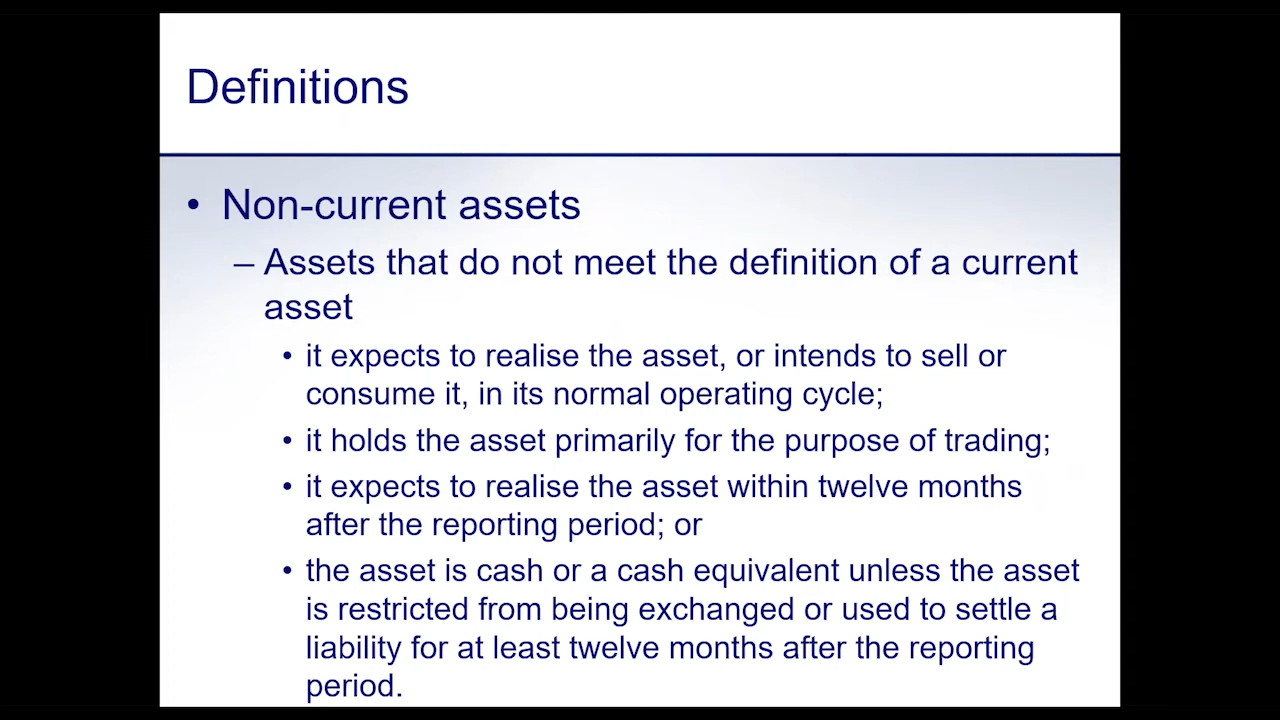 Definitions
• Non-current assets
– Assets that do not meet the definition of a current
asset
• it expects to realise the asset, or intends to sell or
consume it, in its normal operating cycle;
• it holds the asset primarily for the purpose of trading;
• it expects to realise the asset within twelve months
after the reporting period; or
• the asset is cash or a cash equivalent unless the asset
is restricted from being exchanged or used to settle a
liability for at least twelve months after the reporting
period.